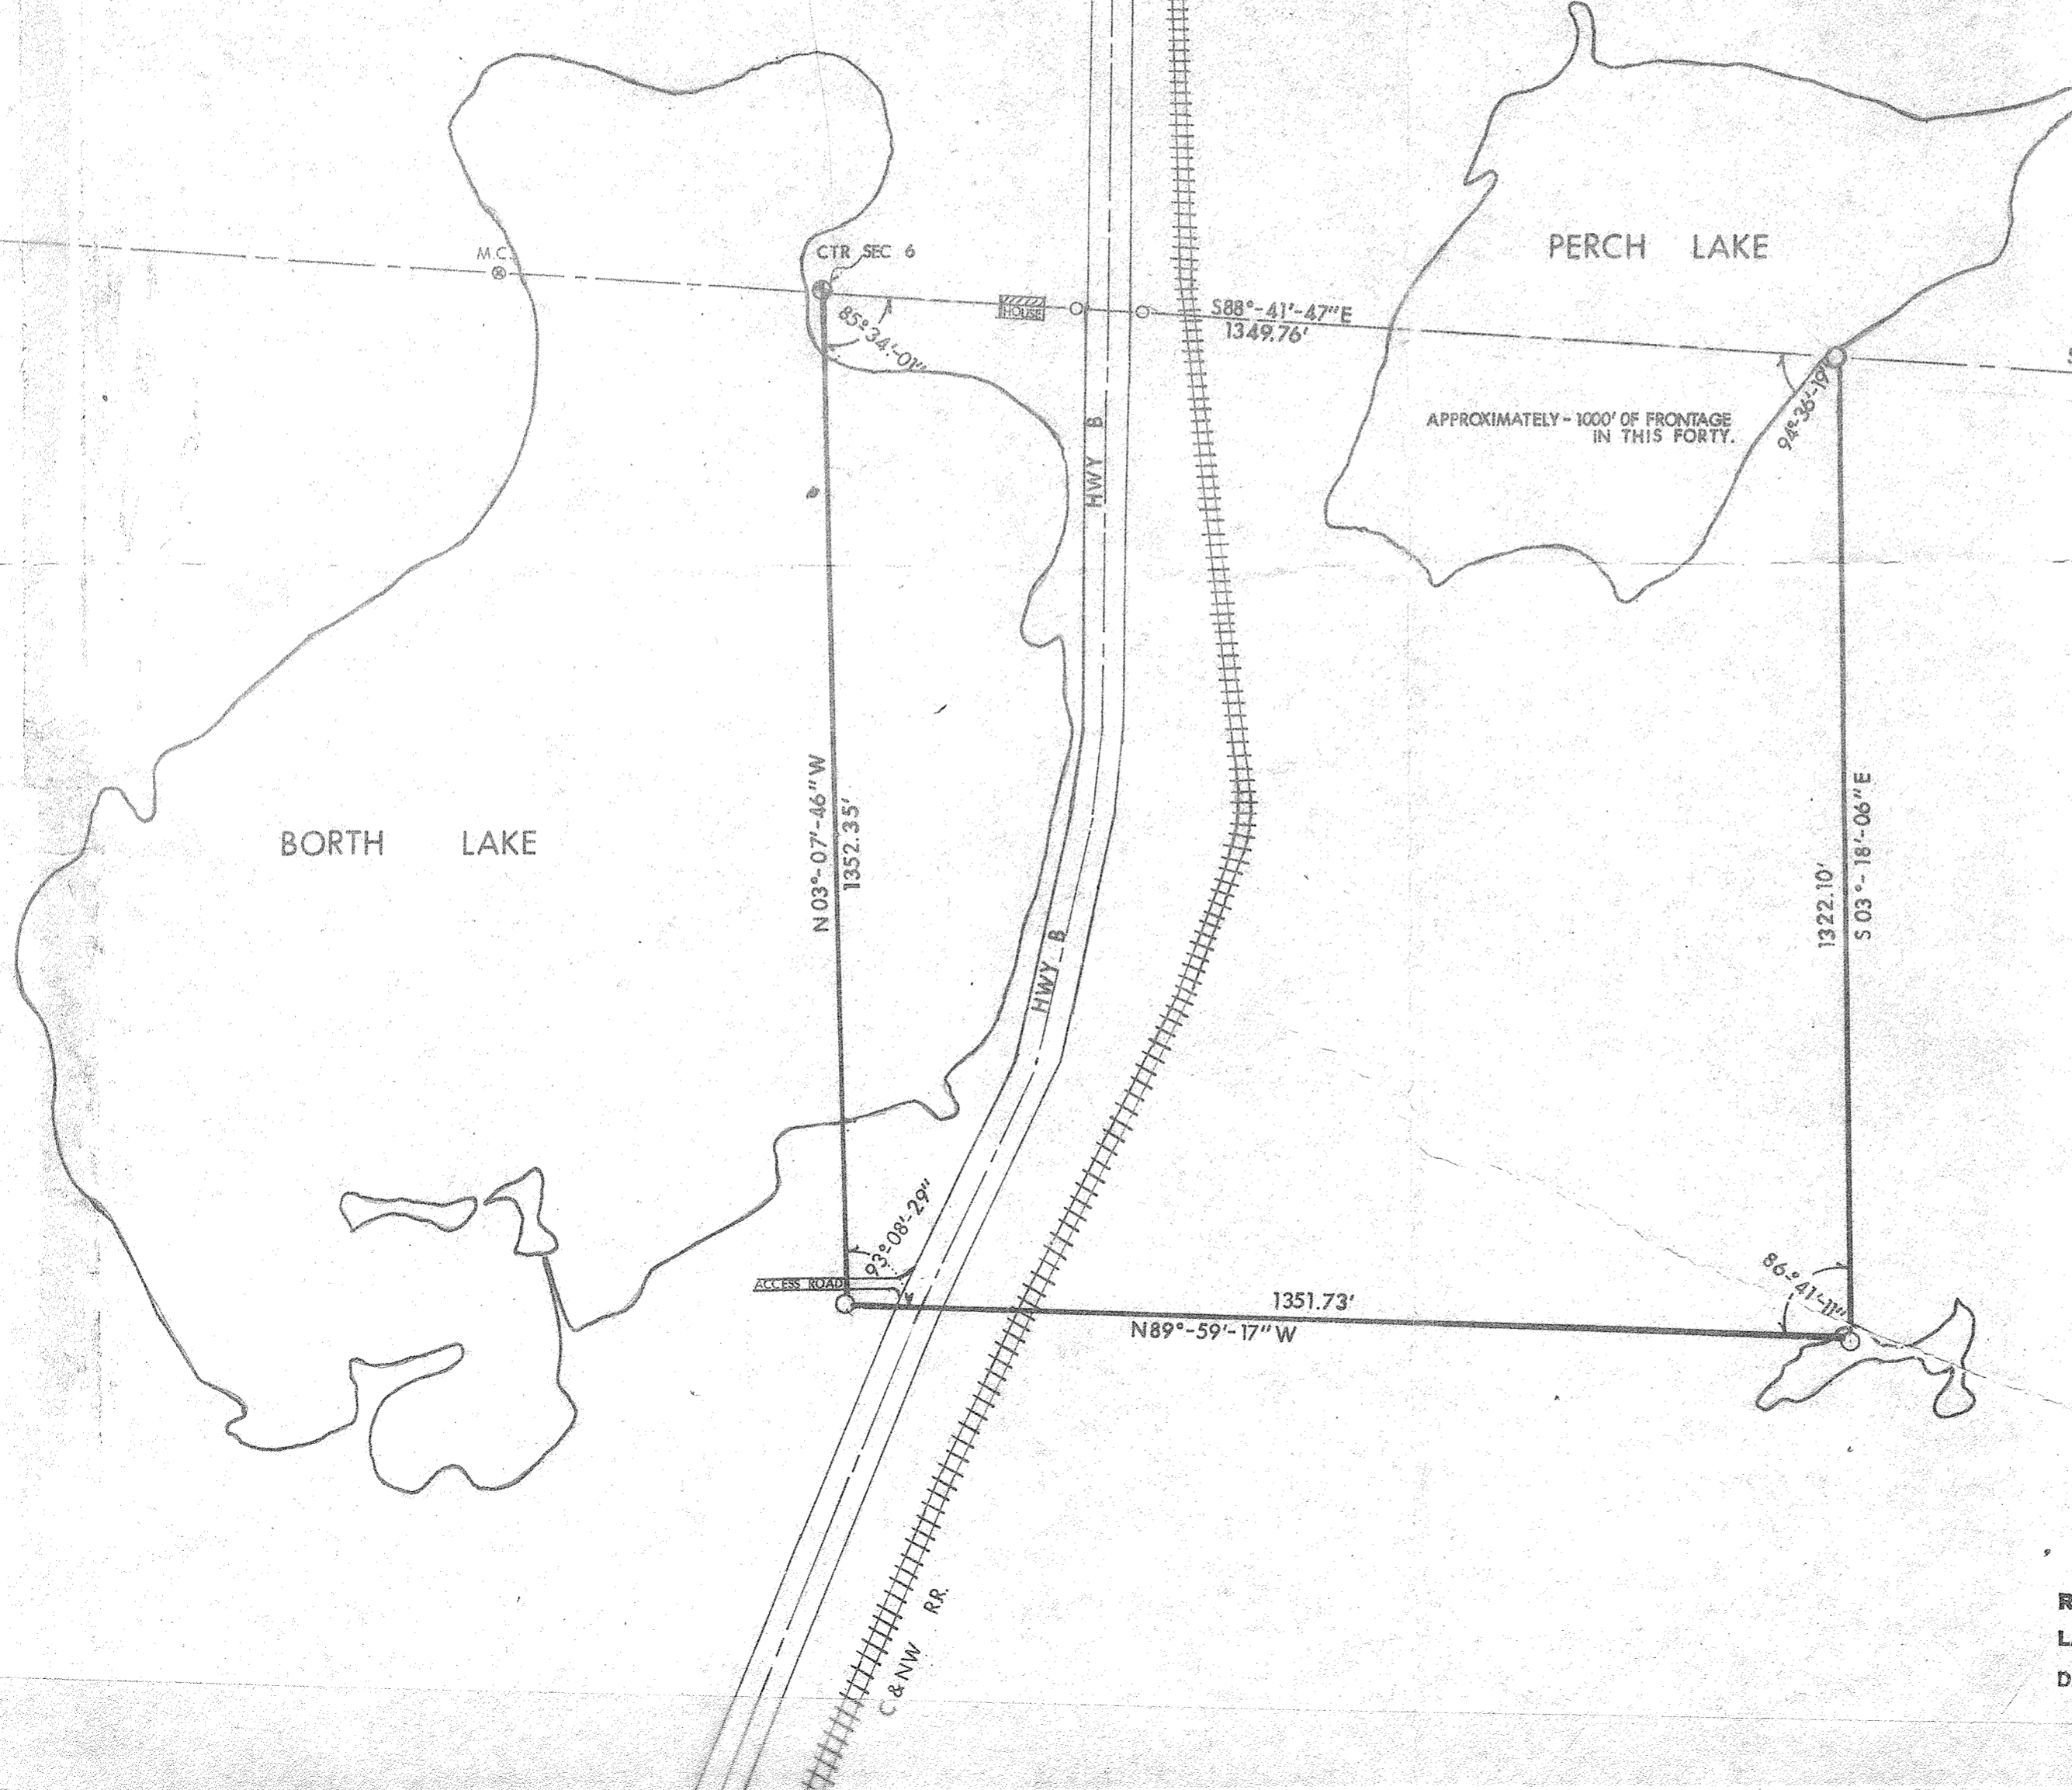 PERCH LAKE
M.C.
CTR SEC 6
HOUSE
S88°-41'-47"E
1349.76'
85°34'-01"
94°-36'-19"
APPROXIMATELY - 1000' OF FRONTAGE
IN THIS FORTY.
HWY B
BORTH LAKE
N 03°-07'-46" W
1352.35'
1322.10'
S 03°-18'-06" E
HWY B
93°-08'-29"
ACCESS ROAD
86°-41'-11"
1351.73'
N89°-59'-17" W
C & NW RR.
R
L
D